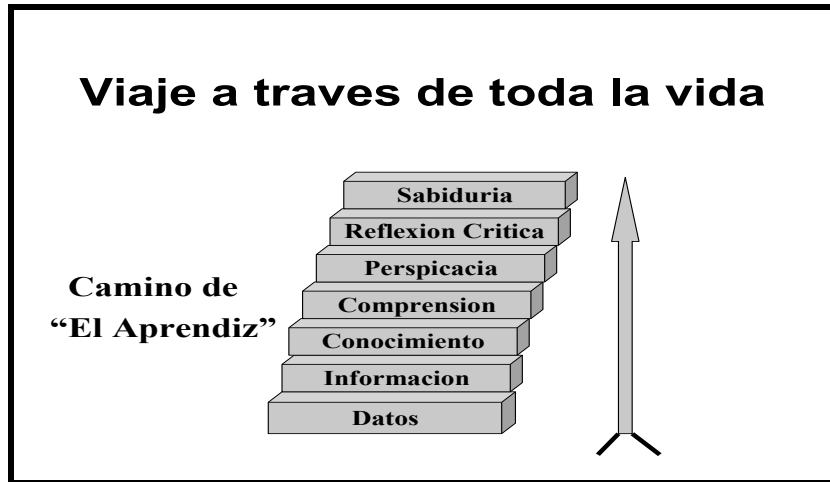 Viaje a traves de toda la vida
Sabiduria
Reflexion Critica
Perspicacia
Camino de
Comprension
“El Aprendiz”
Conocimiento
Informacion
Datos